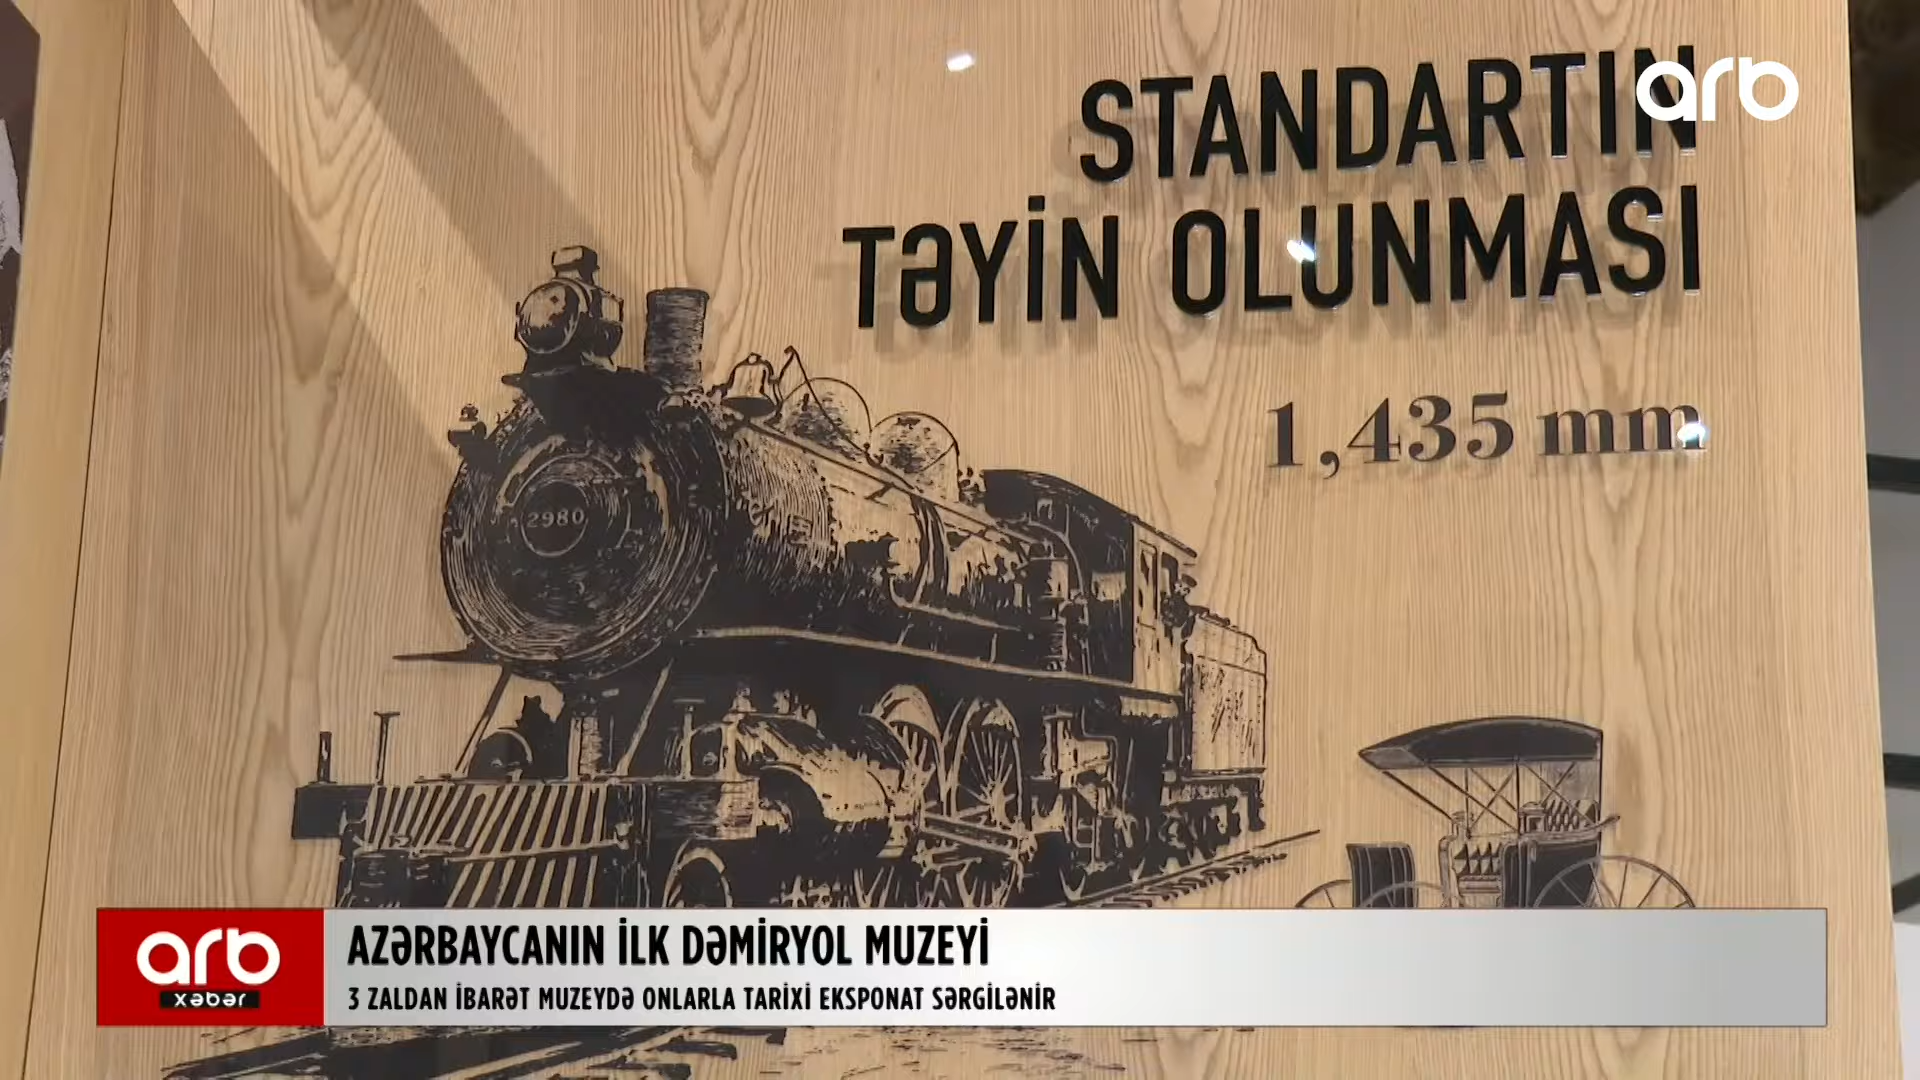 arb
STANDARTIN
TƏYİN OLUNMASI
1,435 mm
2980
arb
xəbər
AZƏRBAYCANIN İLK DƏMİRYOL MUZEYİ
3 ZALDAN İBARƏT MUZEYDƏ ONLARLA TARİXİ EKSPONAT SƏRGİLƏNİR